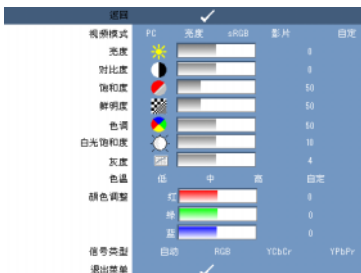 返回
视频模式 PC 亮度 sRGB 影片 自定
亮度 0
对比度 0
饱和度 50
鲜明度 50
色调 50
白光饱和度 10
灰度 4
色温 低 中 高 自定
颜色调整 红 0
绿 0
蓝 0
信号类型 自动 RGB YCbCr YPbPr
退出菜单